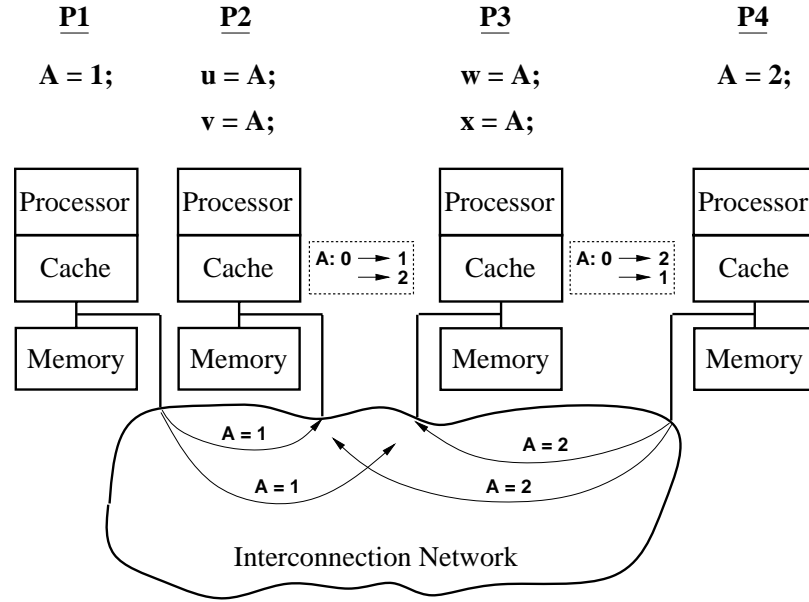 P1 P2 P3 P4
A = 1; u = A; w = A; A = 2;
v = A; x = A;
Processor Processor Processor Processor
Cache Cache A: 0 → 1 Cache A: 0 → 2 Cache
→ 2 → 1
Memory Memory Memory Memory
A = 1 A = 2
A = 1 A = 2
Interconnection Network